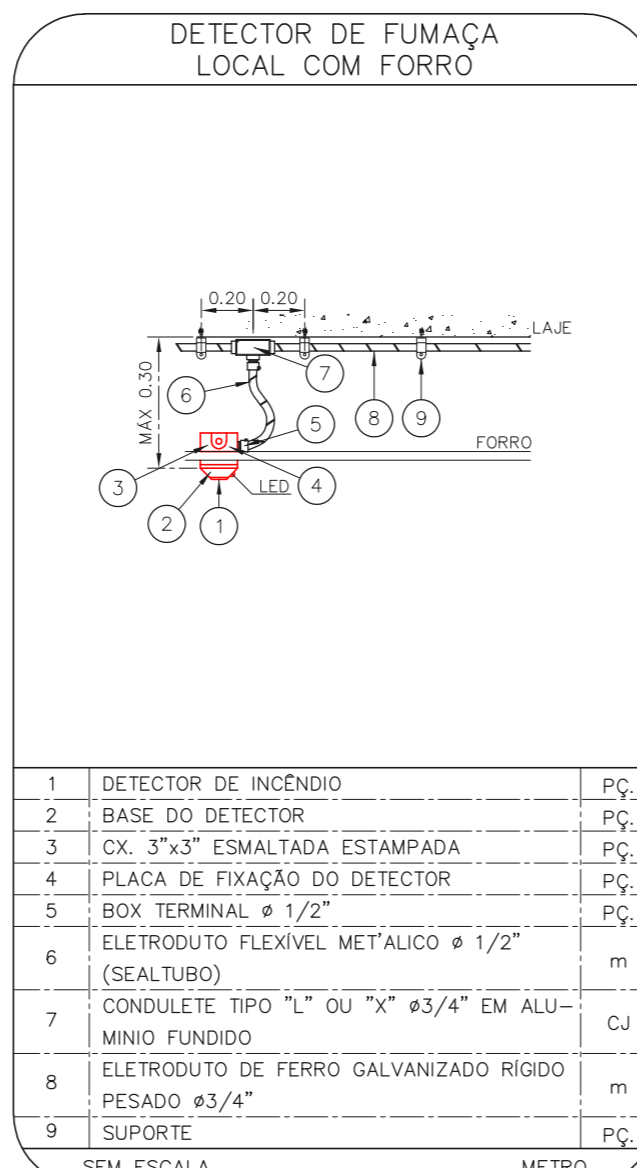 DETECTOR DE FUMAÇA
LOCAL COM FORRO
0.20 0.20
LAJE
MÁX 0.30
7
6
8
9
5
FORRO
3
4
LED
2
1
1 DETECTOR DE INCÊNDIO PÇ.
2 BASE DO DETECTOR PÇ.
3 CX. 3"x3" ESMALTADA ESTAMPADA PÇ.
4 PLACA DE FIXAÇÃO DO DETECTOR PÇ.
5 BOX TERMINAL ø 1/2" PÇ.
6 ELETRODUTO FLEXÍVEL MET'ALICO ø 1/2"
(SEALTUBO) m
7 CONDULETE TIPO "L" OU "X" ø3/4" EM ALU-
MINIO FUNDIDO CJ
8 ELETRODUTO DE FERRO GALVANIZADO RÍGIDO
PESADO ø3/4" m
9 SUPORTE PÇ.
SEM ESCALA METRO